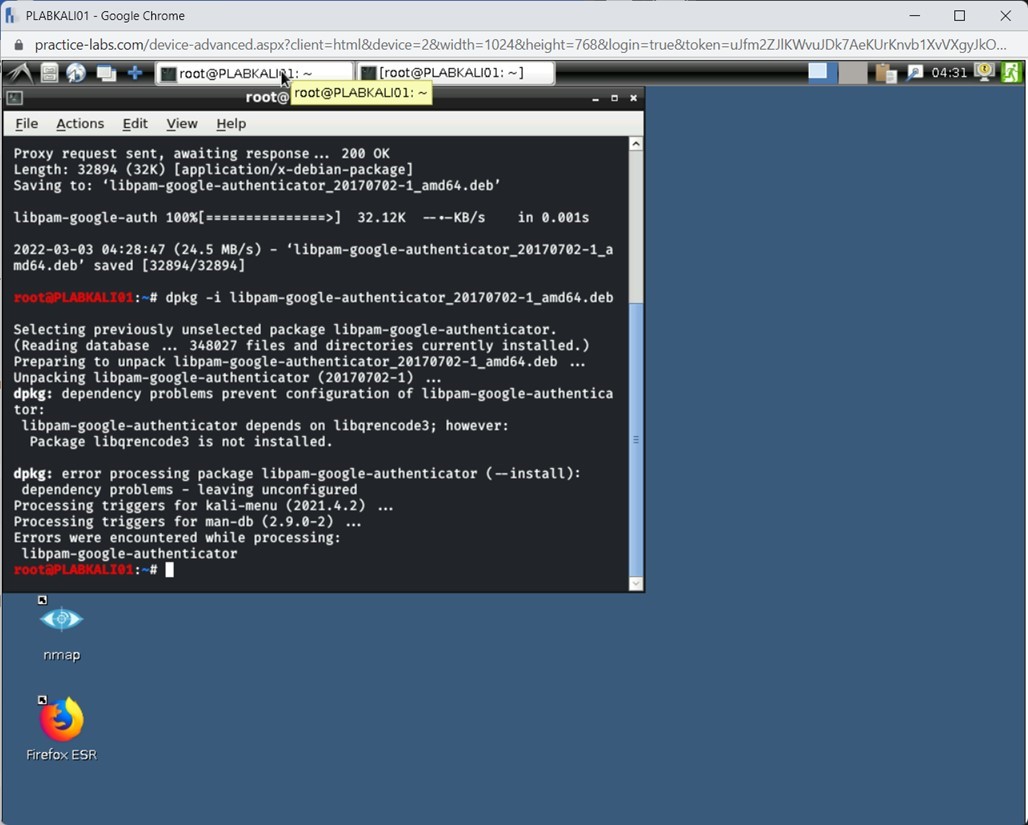 PLABKALI01 - Google Chrome
practice-labs.com/device-advanced.aspx?client=html&device=2&width=1024&height=768&login=true&token=uJfm2ZJlKWvuJDk7AeKUrKnvb1XvVXgyJkO...
root@PLABKALI01: ~
[root@PLABKALI01: ~]
04:31
root@
root@PLABKALI01: ~
File Actions Edit View Help
Proxy request sent, awaiting response ... 200 OK
Length: 32894 (32K) [application/x-debian-package]
Saving to: ‘libpam-google-authenticator_20170702-1_amd64.deb’
libpam-google-auth 100%[===============>] 32.12K --.-KB/s in 0.001s
2022-03-03 04:28:47 (24.5 MB/s) - ‘libpam-google-authenticator_20170702-1_a
md64.deb’ saved [32894/32894]
root@PLABKALI01:~# dpkg -i libpam-google-authenticator_20170702-1_amd64.deb
Selecting previously unselected package libpam-google-authenticator.
(Reading database ... 348027 files and directories currently installed.)
Preparing to unpack libpam-google-authenticator_20170702-1_amd64.deb ...
Unpacking libpam-google-authenticator (20170702-1) ...
dpkg: dependency problems prevent configuration of libpam-google-authentica
tor:
libpam-google-authenticator depends on libqrencode3; however:
Package libqrencode3 is not installed.
dpkg: error processing package libpam-google-authenticator (--install):
dependency problems - leaving unconfigured
Processing triggers for kali-menu (2021.4.2) ...
Processing triggers for man-db (2.9.0-2) ...
Errors were encountered while processing:
libpam-google-authenticator
root@PLABKALI01:~#
nmap
Firefox ESR